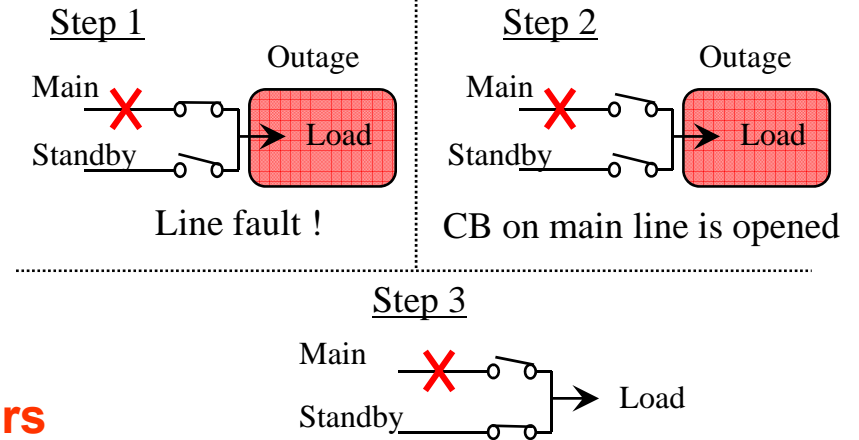 Step 1
Outage
Main
Load
Standby
Line fault !
Step 2
Outage
Main
Load
Standby
CB on main line is opened
Step 3
Main
Load
Standby
rs